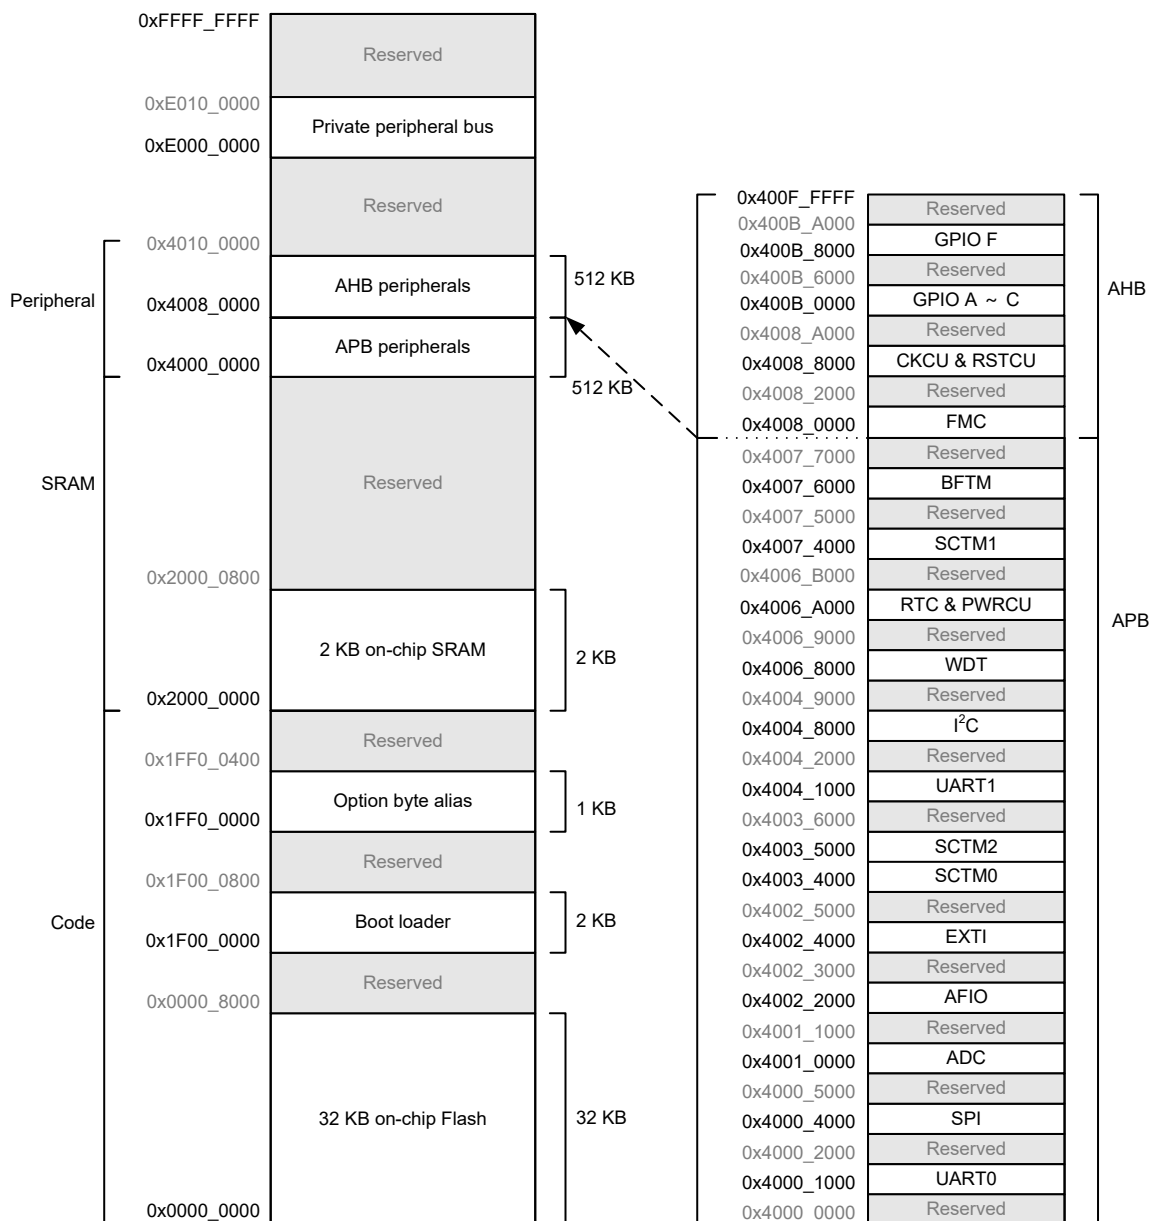 0xFFFF_FFFF
Reserved
0xE010_0000
Private peripheral bus
0xE000_0000
Reserved
0x4010_0000
Peripheral
AHB peripherals
512 KB
0x4008_0000
APB peripherals
0x4000_0000
512 KB
SRAM
Reserved
0x2000_0800
2 KB on-chip SRAM
2 KB
0x2000_0000
Reserved
0x1FF0_0400
Option byte alias
1 KB
0x1FF0_0000
Reserved
0x1F00_0800
Code
Boot loader
2 KB
0x1F00_0000
Reserved
0x0000_8000
32 KB on-chip Flash
32 KB
0x0000_0000
0x400F_FFFF
Reserved
0x400B_A000
GPIO F
0x400B_8000
Reserved
0x400B_6000
GPIO A ~ C
0x400B_0000
AHB
Reserved
0x4008_A000
CKCU & RSTCU
0x4008_8000
Reserved
0x4008_2000
FMC
0x4008_0000
Reserved
0x4007_7000
BFTM
0x4007_6000
Reserved
0x4007_5000
SCTM1
0x4007_4000
Reserved
0x4006_B000
RTC & PWRCU
0x4006_A000
APB
Reserved
0x4006_9000
WDT
0x4006_8000
Reserved
0x4004_9000
I²C
0x4004_8000
Reserved
0x4004_2000
UART1
0x4004_1000
Reserved
0x4003_6000
SCTM2
0x4003_5000
SCTM0
0x4003_4000
Reserved
0x4002_5000
EXTI
0x4002_4000
Reserved
0x4002_3000
AFIO
0x4002_2000
Reserved
0x4001_1000
ADC
0x4001_0000
Reserved
0x4000_5000
SPI
0x4000_4000
Reserved
0x4000_2000
UART0
0x4000_1000
Reserved
0x4000_0000